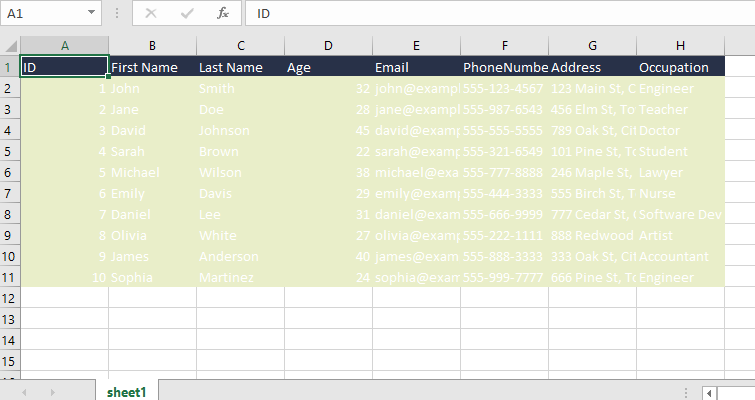 A1 fx ID
A B C D E F G H
1 ID First Name Last Name Age Email PhoneNumbe Address Occupation
2 1 John Smith 32 john@exampl 555-123-4567 123 Main St, C Engineer
3 2 Jane Doe 28 jane@exampl 555-987-6543 456 Elm St, To Teacher
4 3 David Johnson 45 david@exam 555-555-5555 789 Oak St, Cit Doctor
5 4 Sarah Brown 22 sarah@exam 555-321-6549 101 Pine St, To Student
6 5 Michael Wilson 38 michael@exa 555-777-8888 246 Maple St, Lawyer
7 6 Emily Davis 29 emily@examp 555-444-3333 555 Birch St, T Nurse
8 7 Daniel Lee 31 daniel@exam 555-666-9999 777 Cedar St, Software Dev
9 8 Olivia White 27 olivia@examp 555-222-1111 888 Redwood Artist
10 9 James Anderson 40 james@exam 555-888-3333 333 Oak St, Cit Accountant
11 10 Sophia Martinez 24 sophia@exam 555-999-7777 666 Pine St, To Engineer
12
13
14
15
sheet1